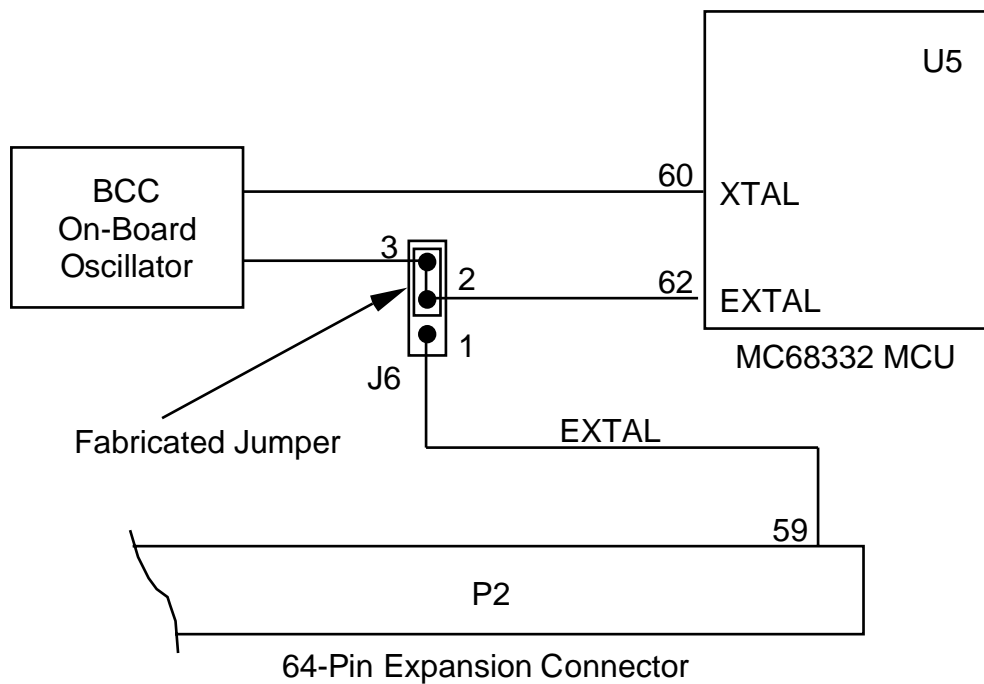 U5
BCC
On-Board
Oscillator
60
XTAL
3
2
62
EXTAL
1
MC68332 MCU
J6
Fabricated Jumper
EXTAL
59
P2
64-Pin Expansion Connector